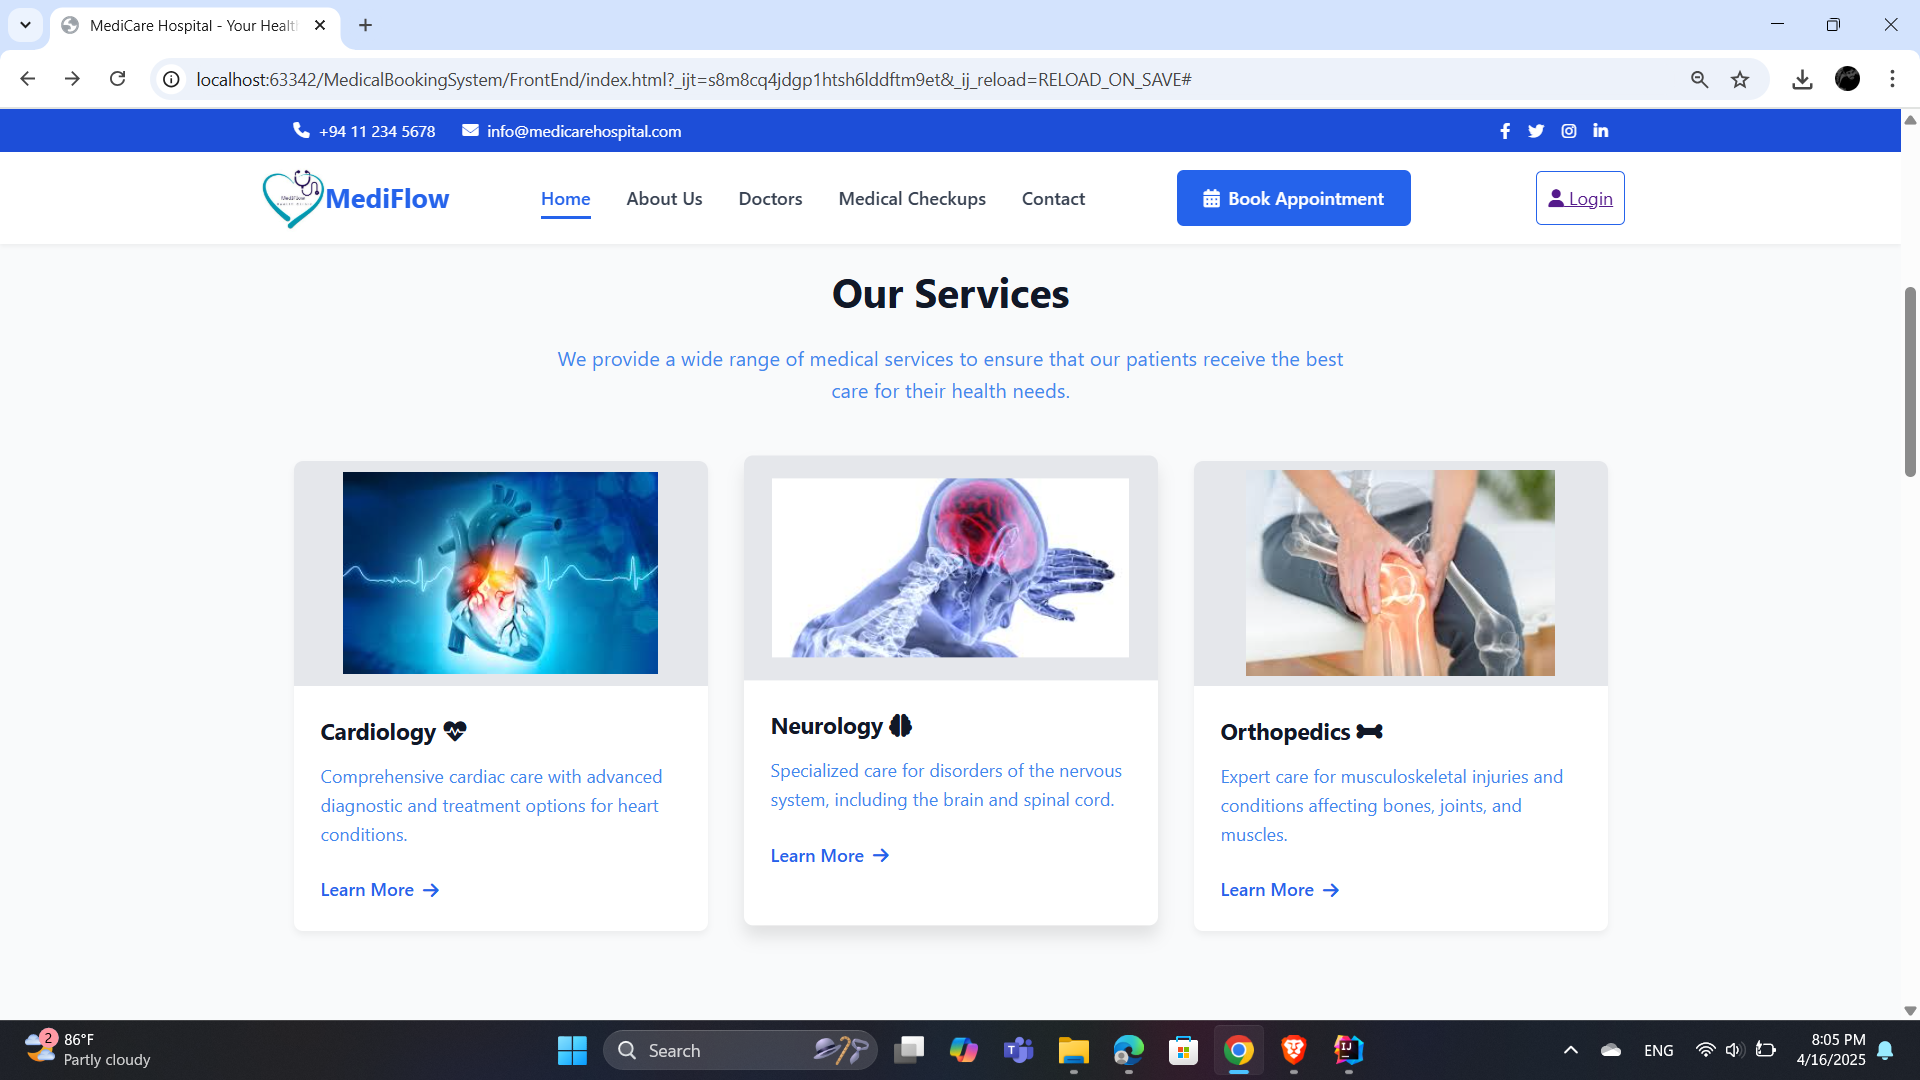 MediCare Hospital - Your Healt
localhost:63342/MedicalBookingSystem/FrontEnd/index.html?_ijt=s8m8cq4jdgp1htsh6lddftm9et&_ij_reload=RELOAD_ON_SAVE#
+94 11 234 5678 info@medicarehospital.com
MediFlow Home About Us Doctors Medical Checkups Contact Book Appointment Login
Our Services
We provide a wide range of medical services to ensure that our patients receive the best
care for their health needs.
Cardiology
Comprehensive cardiac care with advanced
diagnostic and treatment options for heart
conditions.
Learn More
Neurology
Specialized care for disorders of the nervous
system, including the brain and spinal cord.
Learn More
Orthopedics
Expert care for musculoskeletal injuries and
conditions affecting bones, joints, and
muscles.
Learn More
2
86°F
Partly cloudy
Search
ENG
8:05 PM
4/16/2025